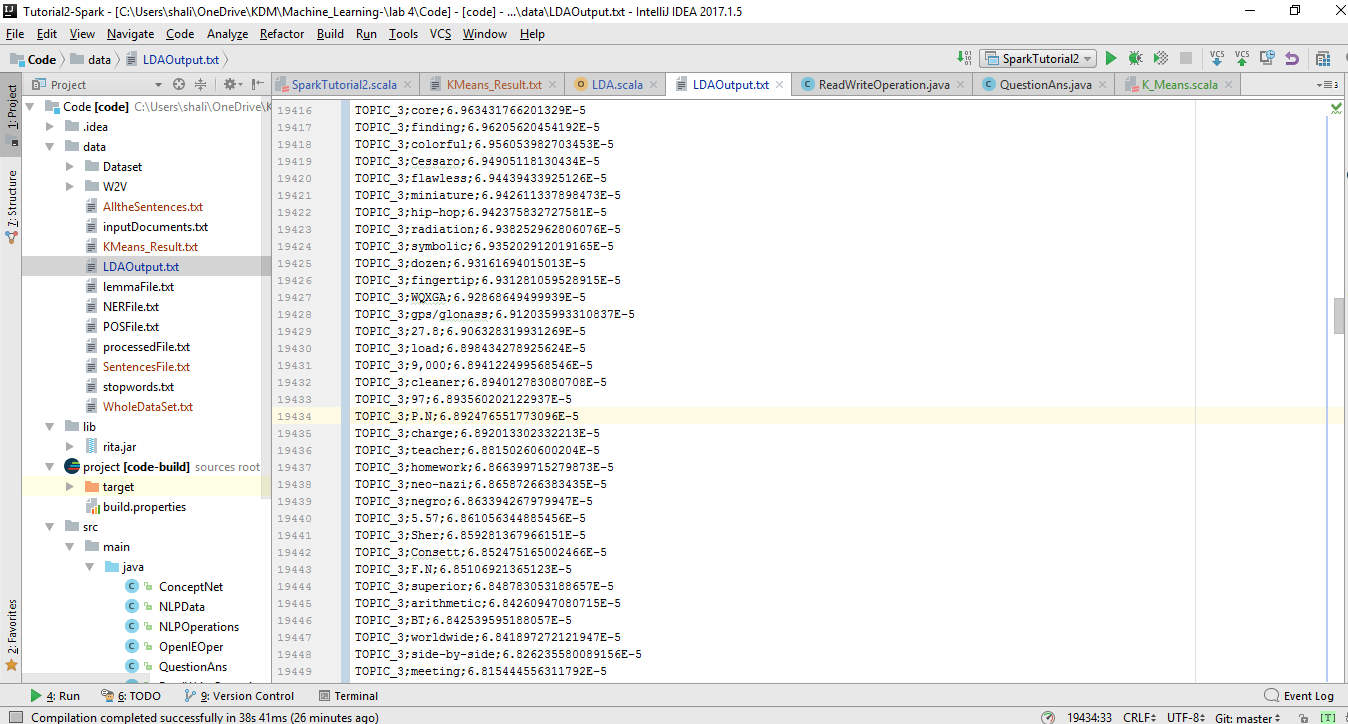 Tutorial2-Spark - [C:\Users\shali\OneDrive\KDM\Machine_Learning-\lab 4\Code] - [code] - ...\data\LDAOutput.txt - IntelliJ IDEA 2017.1.5
File Edit View Navigate Code Analyze Refactor Build Run Tools VCS Window Help
Code data LDAOutput.txt SparkTutorial2 VCS VCS
Project SparkTutorial2.scala KMeans_Result.txt LDA.scala LDAOutput.txt ReadWriteOperation.java QuestionAns.java K_Means.scala
1: Project
7: Structure
2: Favorites
Code [code] C:\Users\shali\OneDrive\K
.idea
data
Dataset
W2V
AlltheSentences.txt
inputDocuments.txt
KMeans_Result.txt
LDAOutput.txt
lemmaFile.txt
NERFile.txt
POSFile.txt
processedFile.txt
SentencesFile.txt
stopwords.txt
WholeDataSet.txt
lib
rita.jar
project [code-build] sources root
target
build.properties
src
main
java
ConceptNet
NLPData
NLPOperations
OpenIEOper
QuestionAns
19416 TOPIC_3;core;6.963431766201329E-5
19417 TOPIC_3;finding;6.96205620454192E-5
19418 TOPIC_3;colorful;6.956053982703453E-5
19419 TOPIC_3;Cessaro;6.94905118130434E-5
19420 TOPIC_3;flawless;6.94439433925126E-5
19421 TOPIC_3;miniature;6.942611337898473E-5
19422 TOPIC_3;hip-hop;6.942375832727581E-5
19423 TOPIC_3;radiation;6.938252962806076E-5
19424 TOPIC_3;symbolic;6.935202912019165E-5
19425 TOPIC_3;dozen;6.93161694015013E-5
19426 TOPIC_3;fingertip;6.931281059528915E-5
19427 TOPIC_3;WQXGA;6.92868649499939E-5
19428 TOPIC_3;gps/glonass;6.912035993310837E-5
19429 TOPIC_3;27.8;6.906328319931269E-5
19430 TOPIC_3;load;6.898434278925624E-5
19431 TOPIC_3;9,000;6.894122499568546E-5
19432 TOPIC_3;cleaner;6.894012783080708E-5
19433 TOPIC_3;97;6.893560202122937E-5
19434 TOPIC_3;P.N;6.892476551773096E-5
19435 TOPIC_3;charge;6.892013302332213E-5
19436 TOPIC_3;teacher;6.88150260600204E-5
19437 TOPIC_3;homework;6.866399715279873E-5
19438 TOPIC_3;neo-nazi;6.86587266383435E-5
19439 TOPIC_3;negro;6.863394267979947E-5
19440 TOPIC_3;5.57;6.861056344885456E-5
19441 TOPIC_3;Sher;6.859281367966151E-5
19442 TOPIC_3;Consett;6.852475165002466E-5
19443 TOPIC_3;F.N;6.85106921365123E-5
19444 TOPIC_3;superior;6.848783053188657E-5
19445 TOPIC_3;arithmetic;6.84260947080715E-5
19446 TOPIC_3;BT;6.842539595188057E-5
19447 TOPIC_3;worldwide;6.841897272121947E-5
19448 TOPIC_3;side-by-side;6.826235580089156E-5
19449 TOPIC_3;meeting;6.815444556311792E-5
4: Run 6: TODO 9: Version Control Terminal Event Log
Compilation completed successfully in 38s 41ms (26 minutes ago) 19434:33 CRLF UTF-8 Git: master [T]